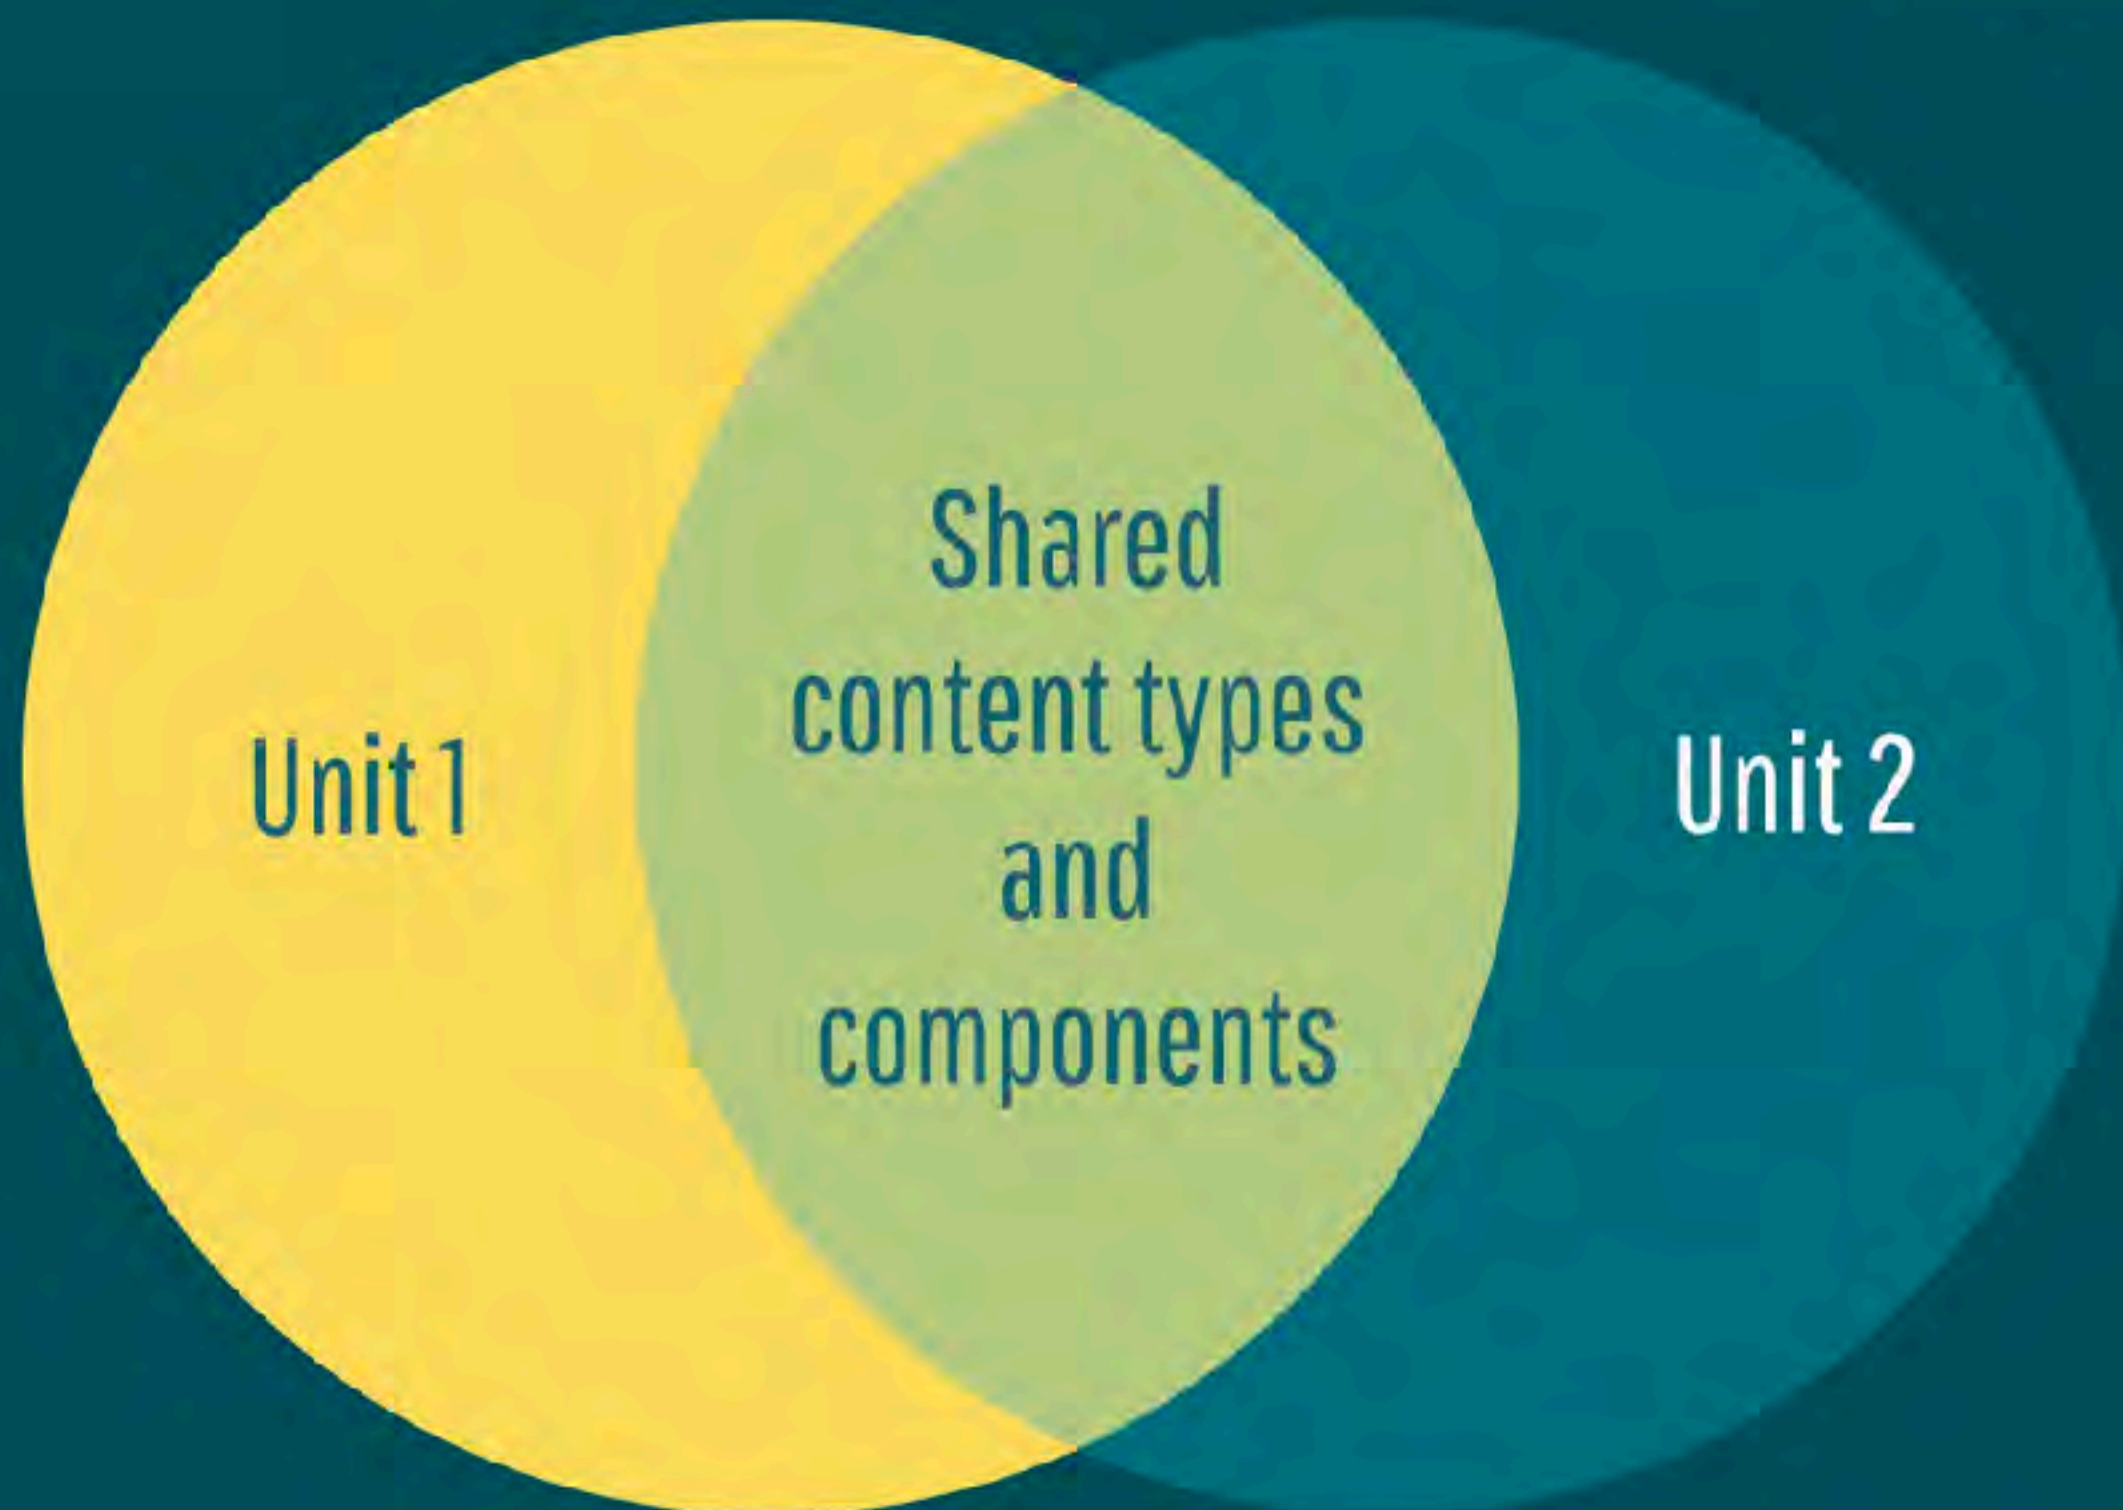 Unit 1
Shared
content types
and
components
Unit 2